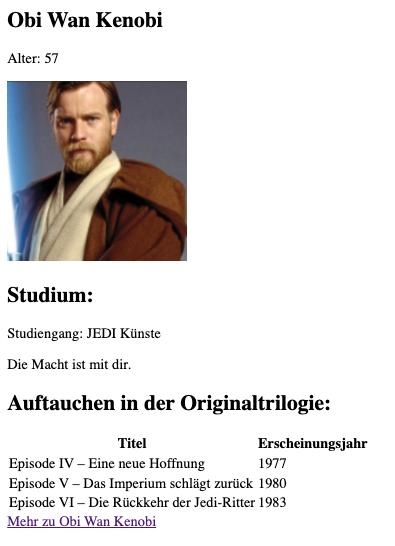 Obi Wan Kenobi
Alter: 57
Studium:
Studiengang: JEDI Künste
Die Macht ist mit dir.
Auftauchen in der Originaltrilogie:
Titel Erscheinungsjahr
Episode IV – Eine neue Hoffnung 1977
Episode V – Das Imperium schlägt zurück 1980
Episode VI – Die Rückkehr der Jedi-Ritter 1983
Mehr zu Obi Wan Kenobi